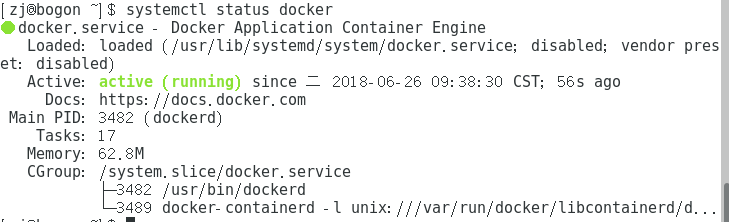 [zj@bogon ~]$ systemctl status docker
docker.service - Docker Application Container Engine
Loaded: loaded (/usr/lib/systemd/system/docker.service; disabled; vendor pres
et: disabled)
Active: active (running) since 二 2018-06-26 09:38:30 CST; 56s ago
Docs: https://docs.docker.com
Main PID: 3482 (dockerd)
Tasks: 17
Memory: 62.8M
CGroup: /system.slice/docker.service
├─3482 /usr/bin/dockerd
└─3489 docker-containerd -l unix:///var/run/docker/libcontainerd/d...
[zj@bogon ~]$